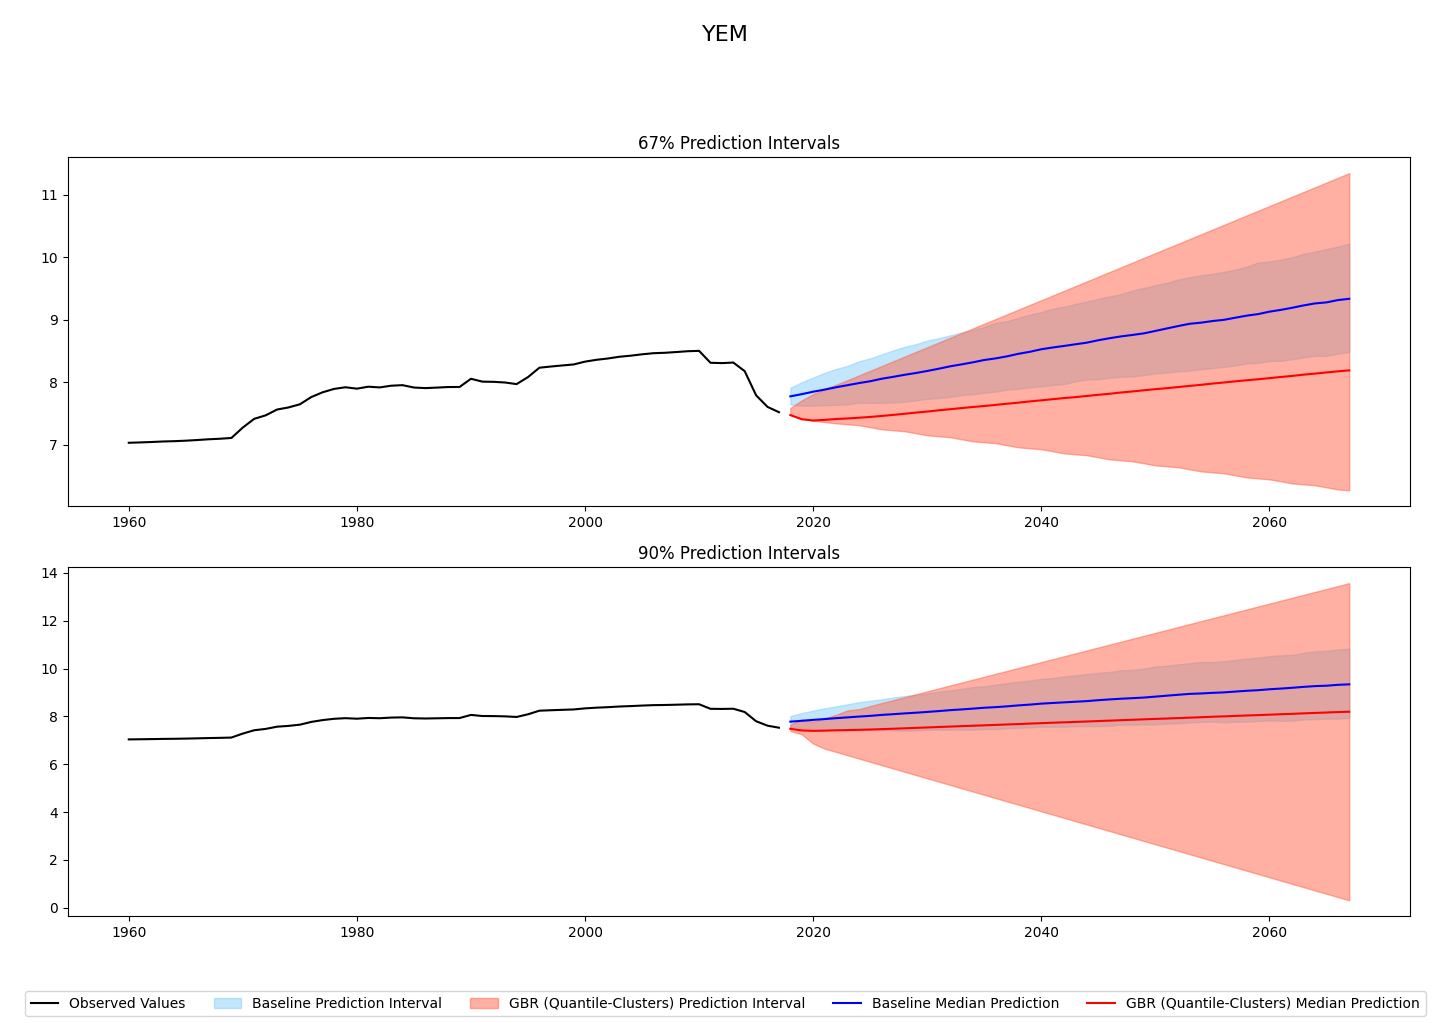 YEM
67% Prediction Intervals
11
10
9
8
7
1960 1980 2000 2020 2040 2060
90% Prediction Intervals
14
12
10
8
6
4
2
0
1960 1980 2000 2020 2040 2060
Observed Values Baseline Prediction Interval GBR (Quantile-Clusters) Prediction Interval Baseline Median Prediction GBR (Quantile-Clusters) Median Prediction